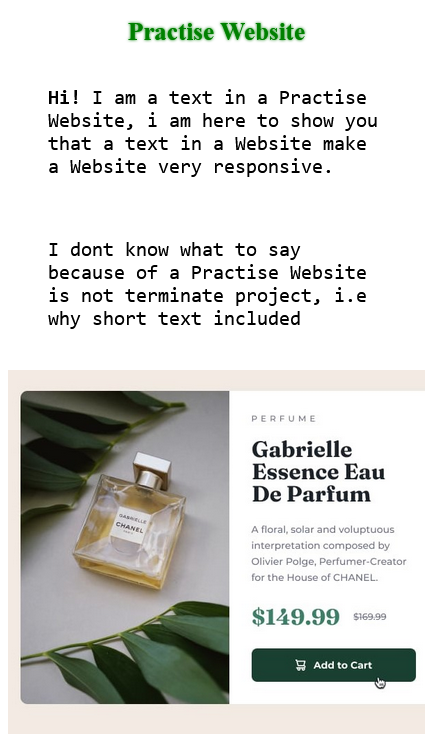 Practise Website
Hi! I am a text in a Practise
Website, i am here to show you
that a text in a Website make
a Website very responsive.
I dont know what to say
because of a Practise Website
is not terminate project, i.e
why short text included
GABRIELLE
CHANEL
PARIS
PERFUME
Gabrielle
Essence Eau
De Parfum
A floral, solar and voluptuous
interpretation composed by
Olivier Polge, Perfumer-Creator
for the House of CHANEL.
$149.99 $169.99
Add to Cart